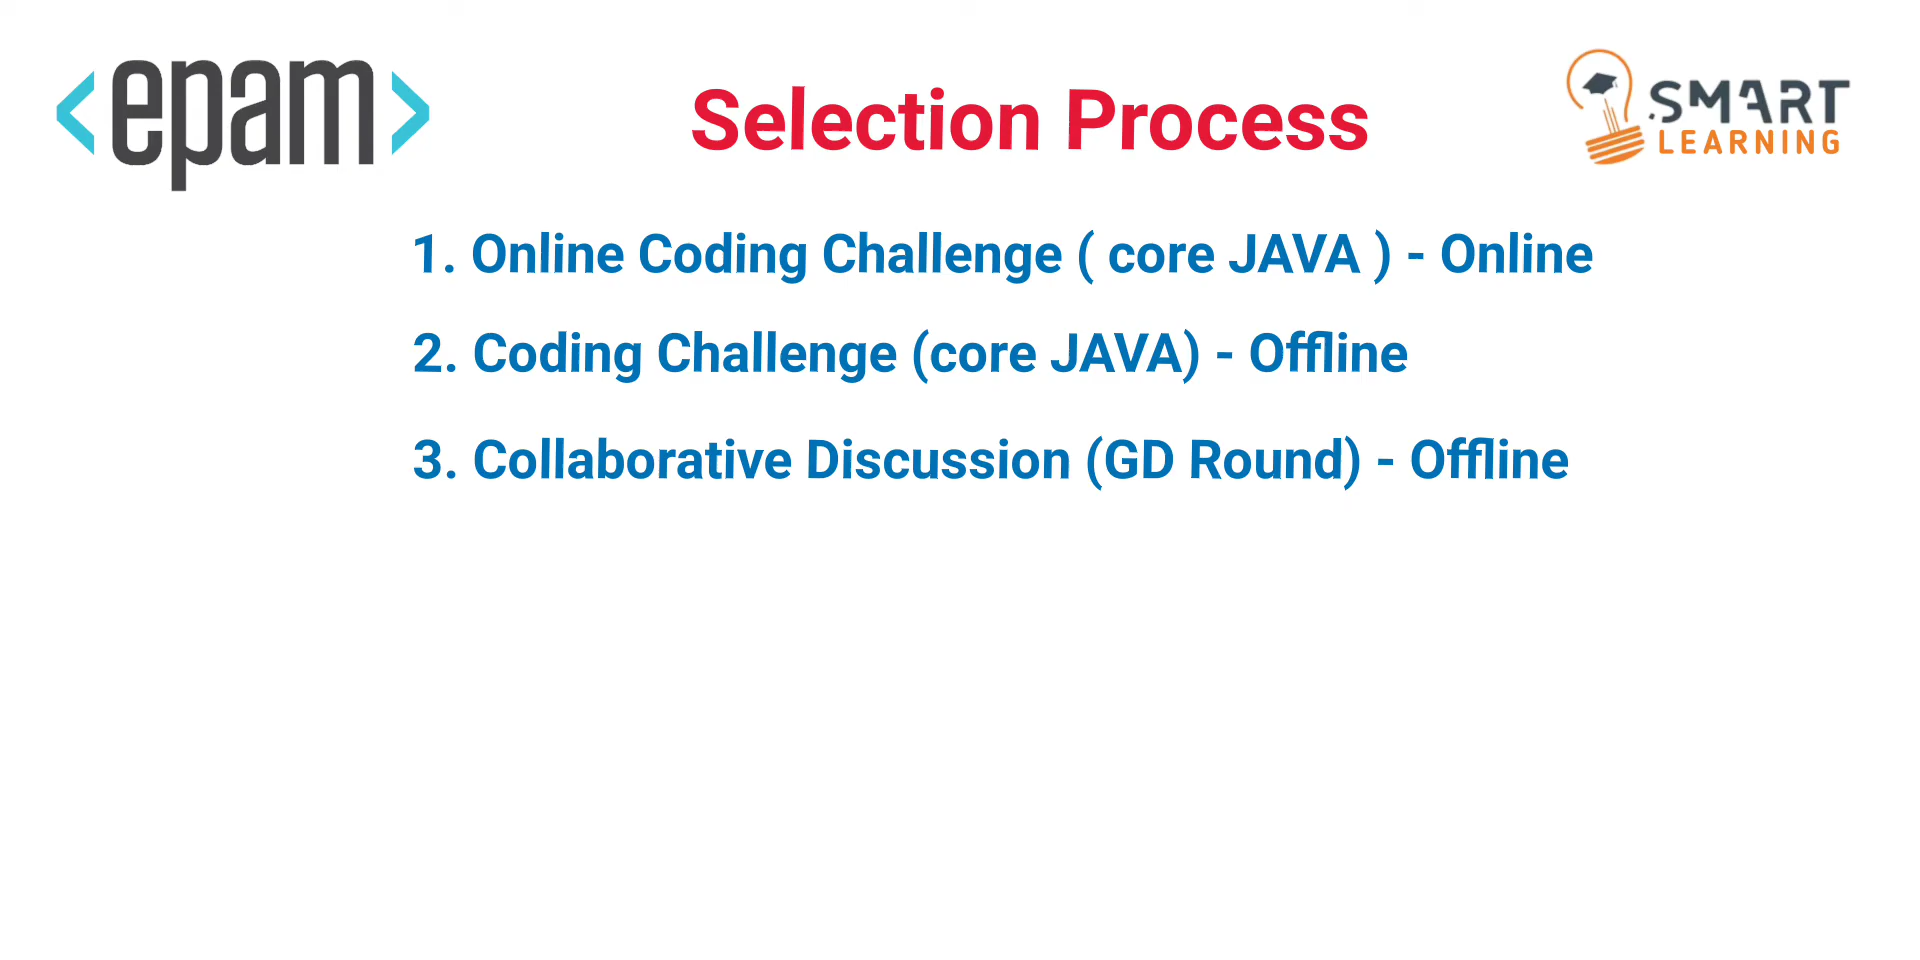 <epam>
Selection Process
SMART
LEARNING
1. Online Coding Challenge ( core JAVA ) - Online
2. Coding Challenge (core JAVA) - Offline
3. Collaborative Discussion (GD Round) - Offline